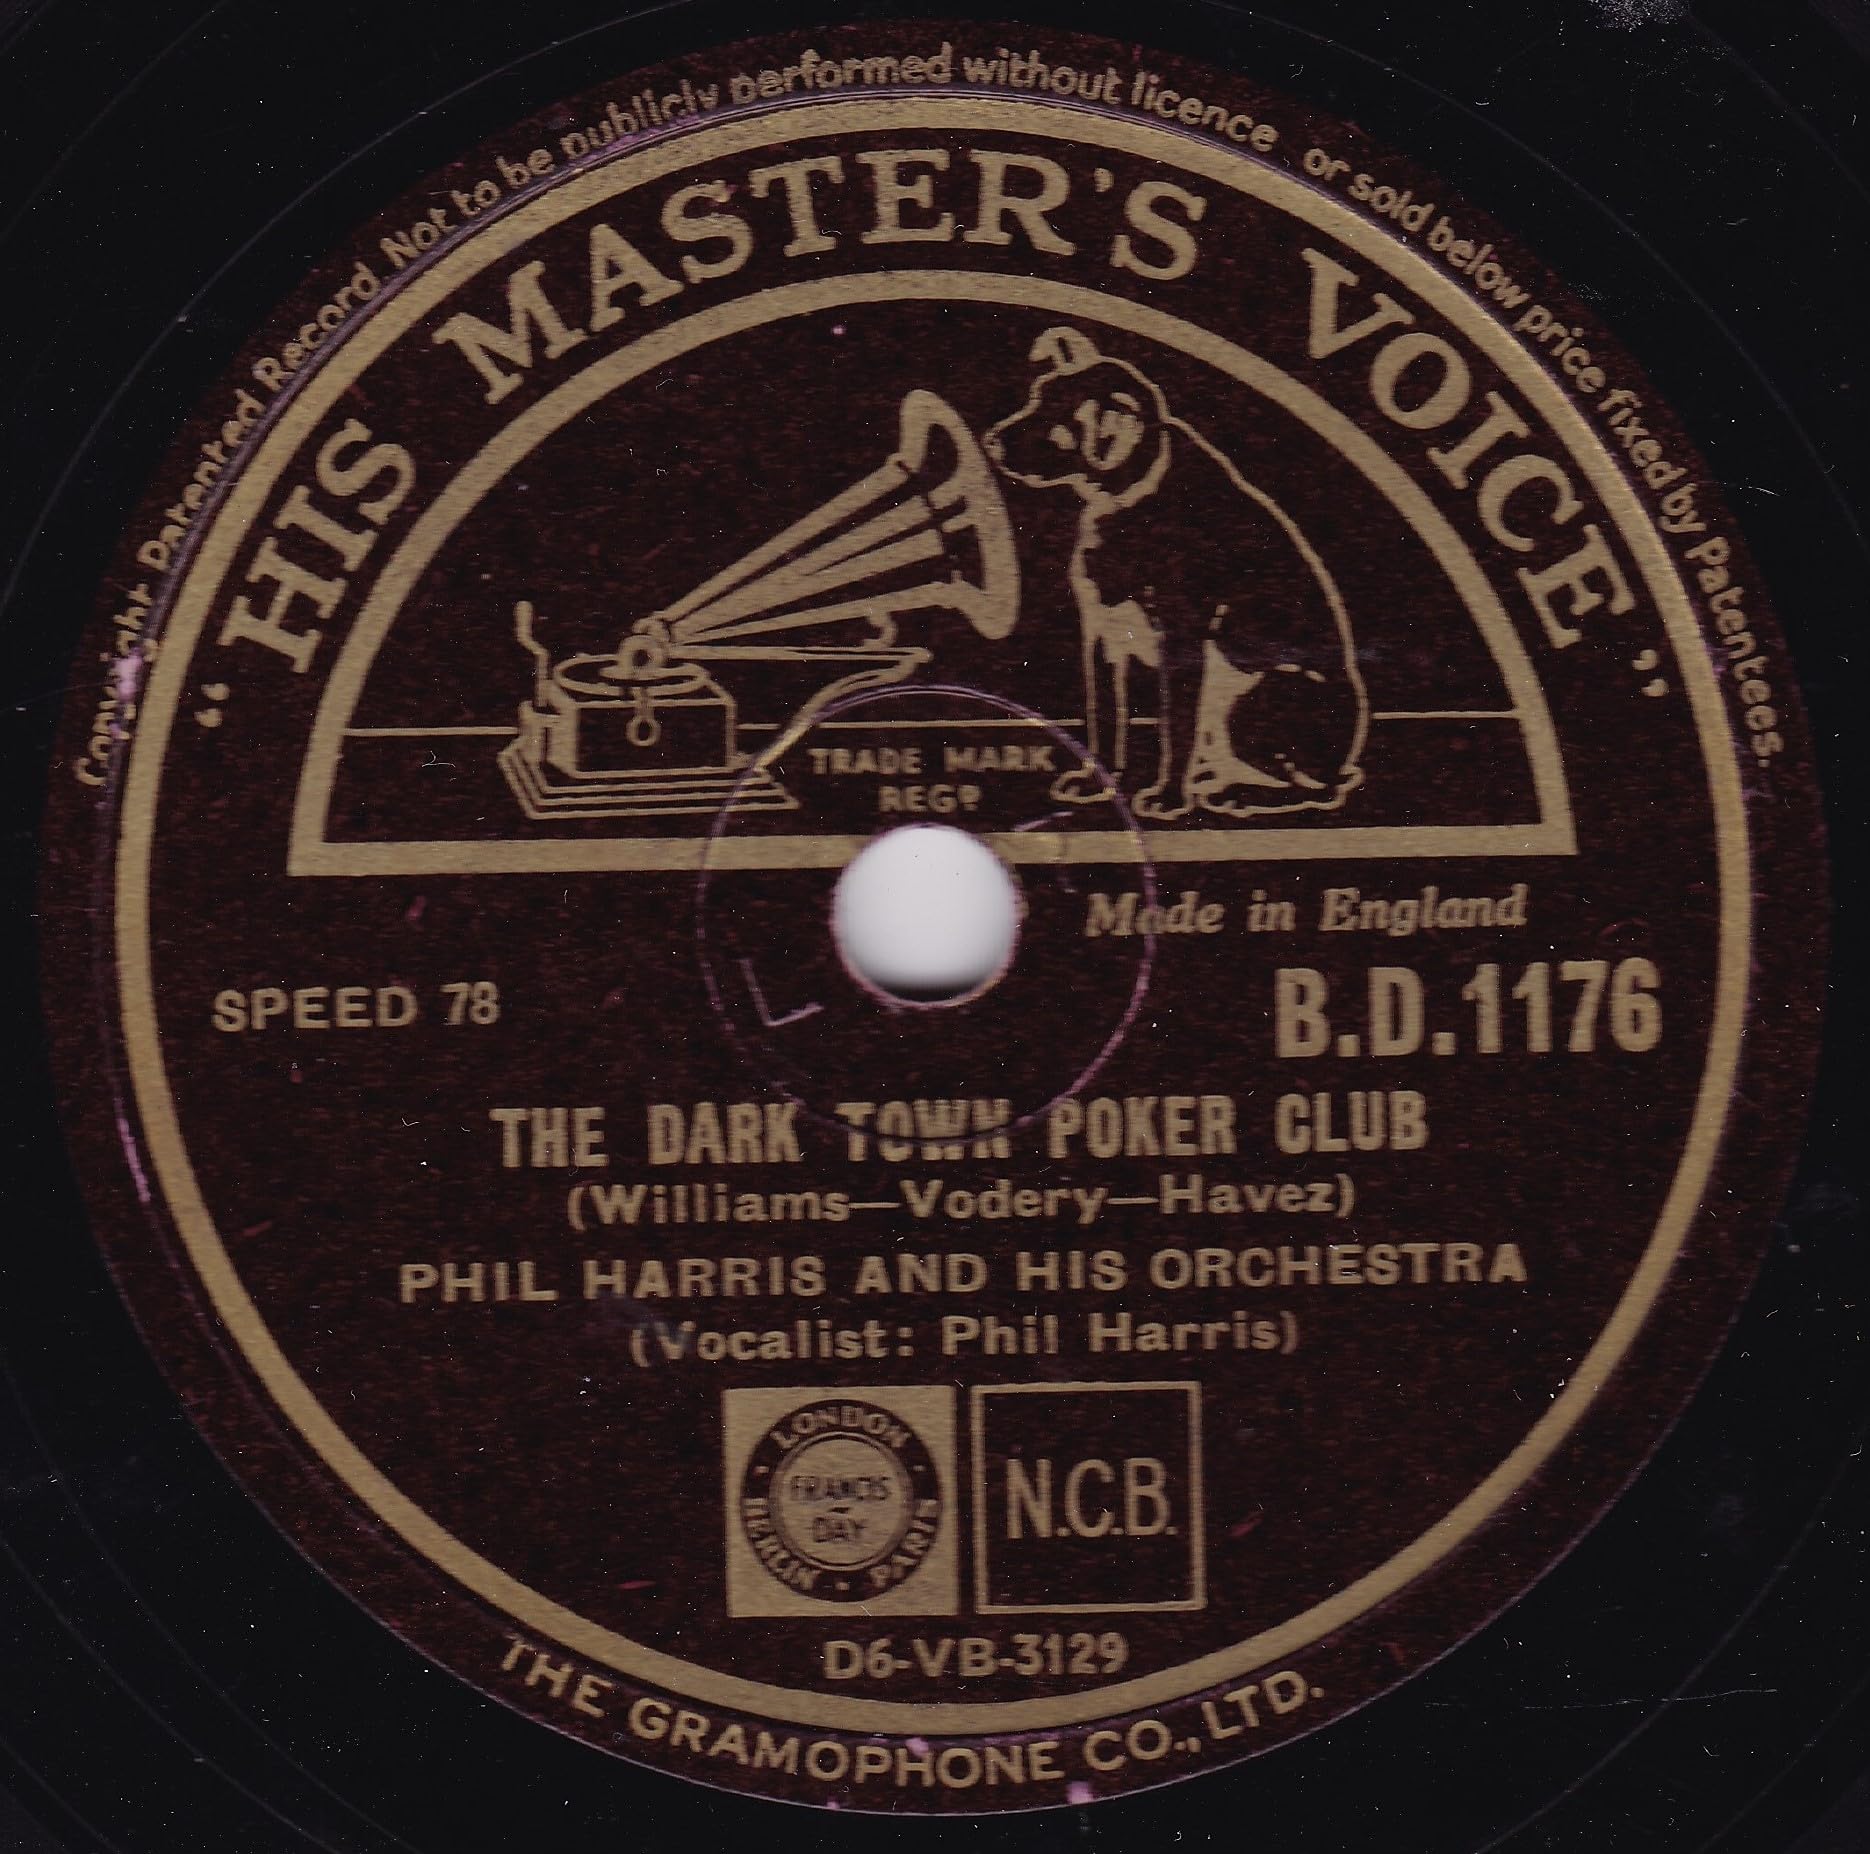 Copyright Patented Record. Not to be publicly performed without licence or sold below price fixed by Patentees.
“HIS MASTER'S VOICE”
TRADE MARK
REGD
Made in England
SPEED 78
B.D.1176
THE DARK TOWN POKER CLUB
(Williams—Vodery—Havez)
PHIL HARRIS AND HIS ORCHESTRA
(Vocalist: Phil Harris)
LONDON
FRANCIS
DAY
BERLIN · PARIS
N.C.B.
D6-VB-3129
THE GRAMOPHONE CO., LTD.